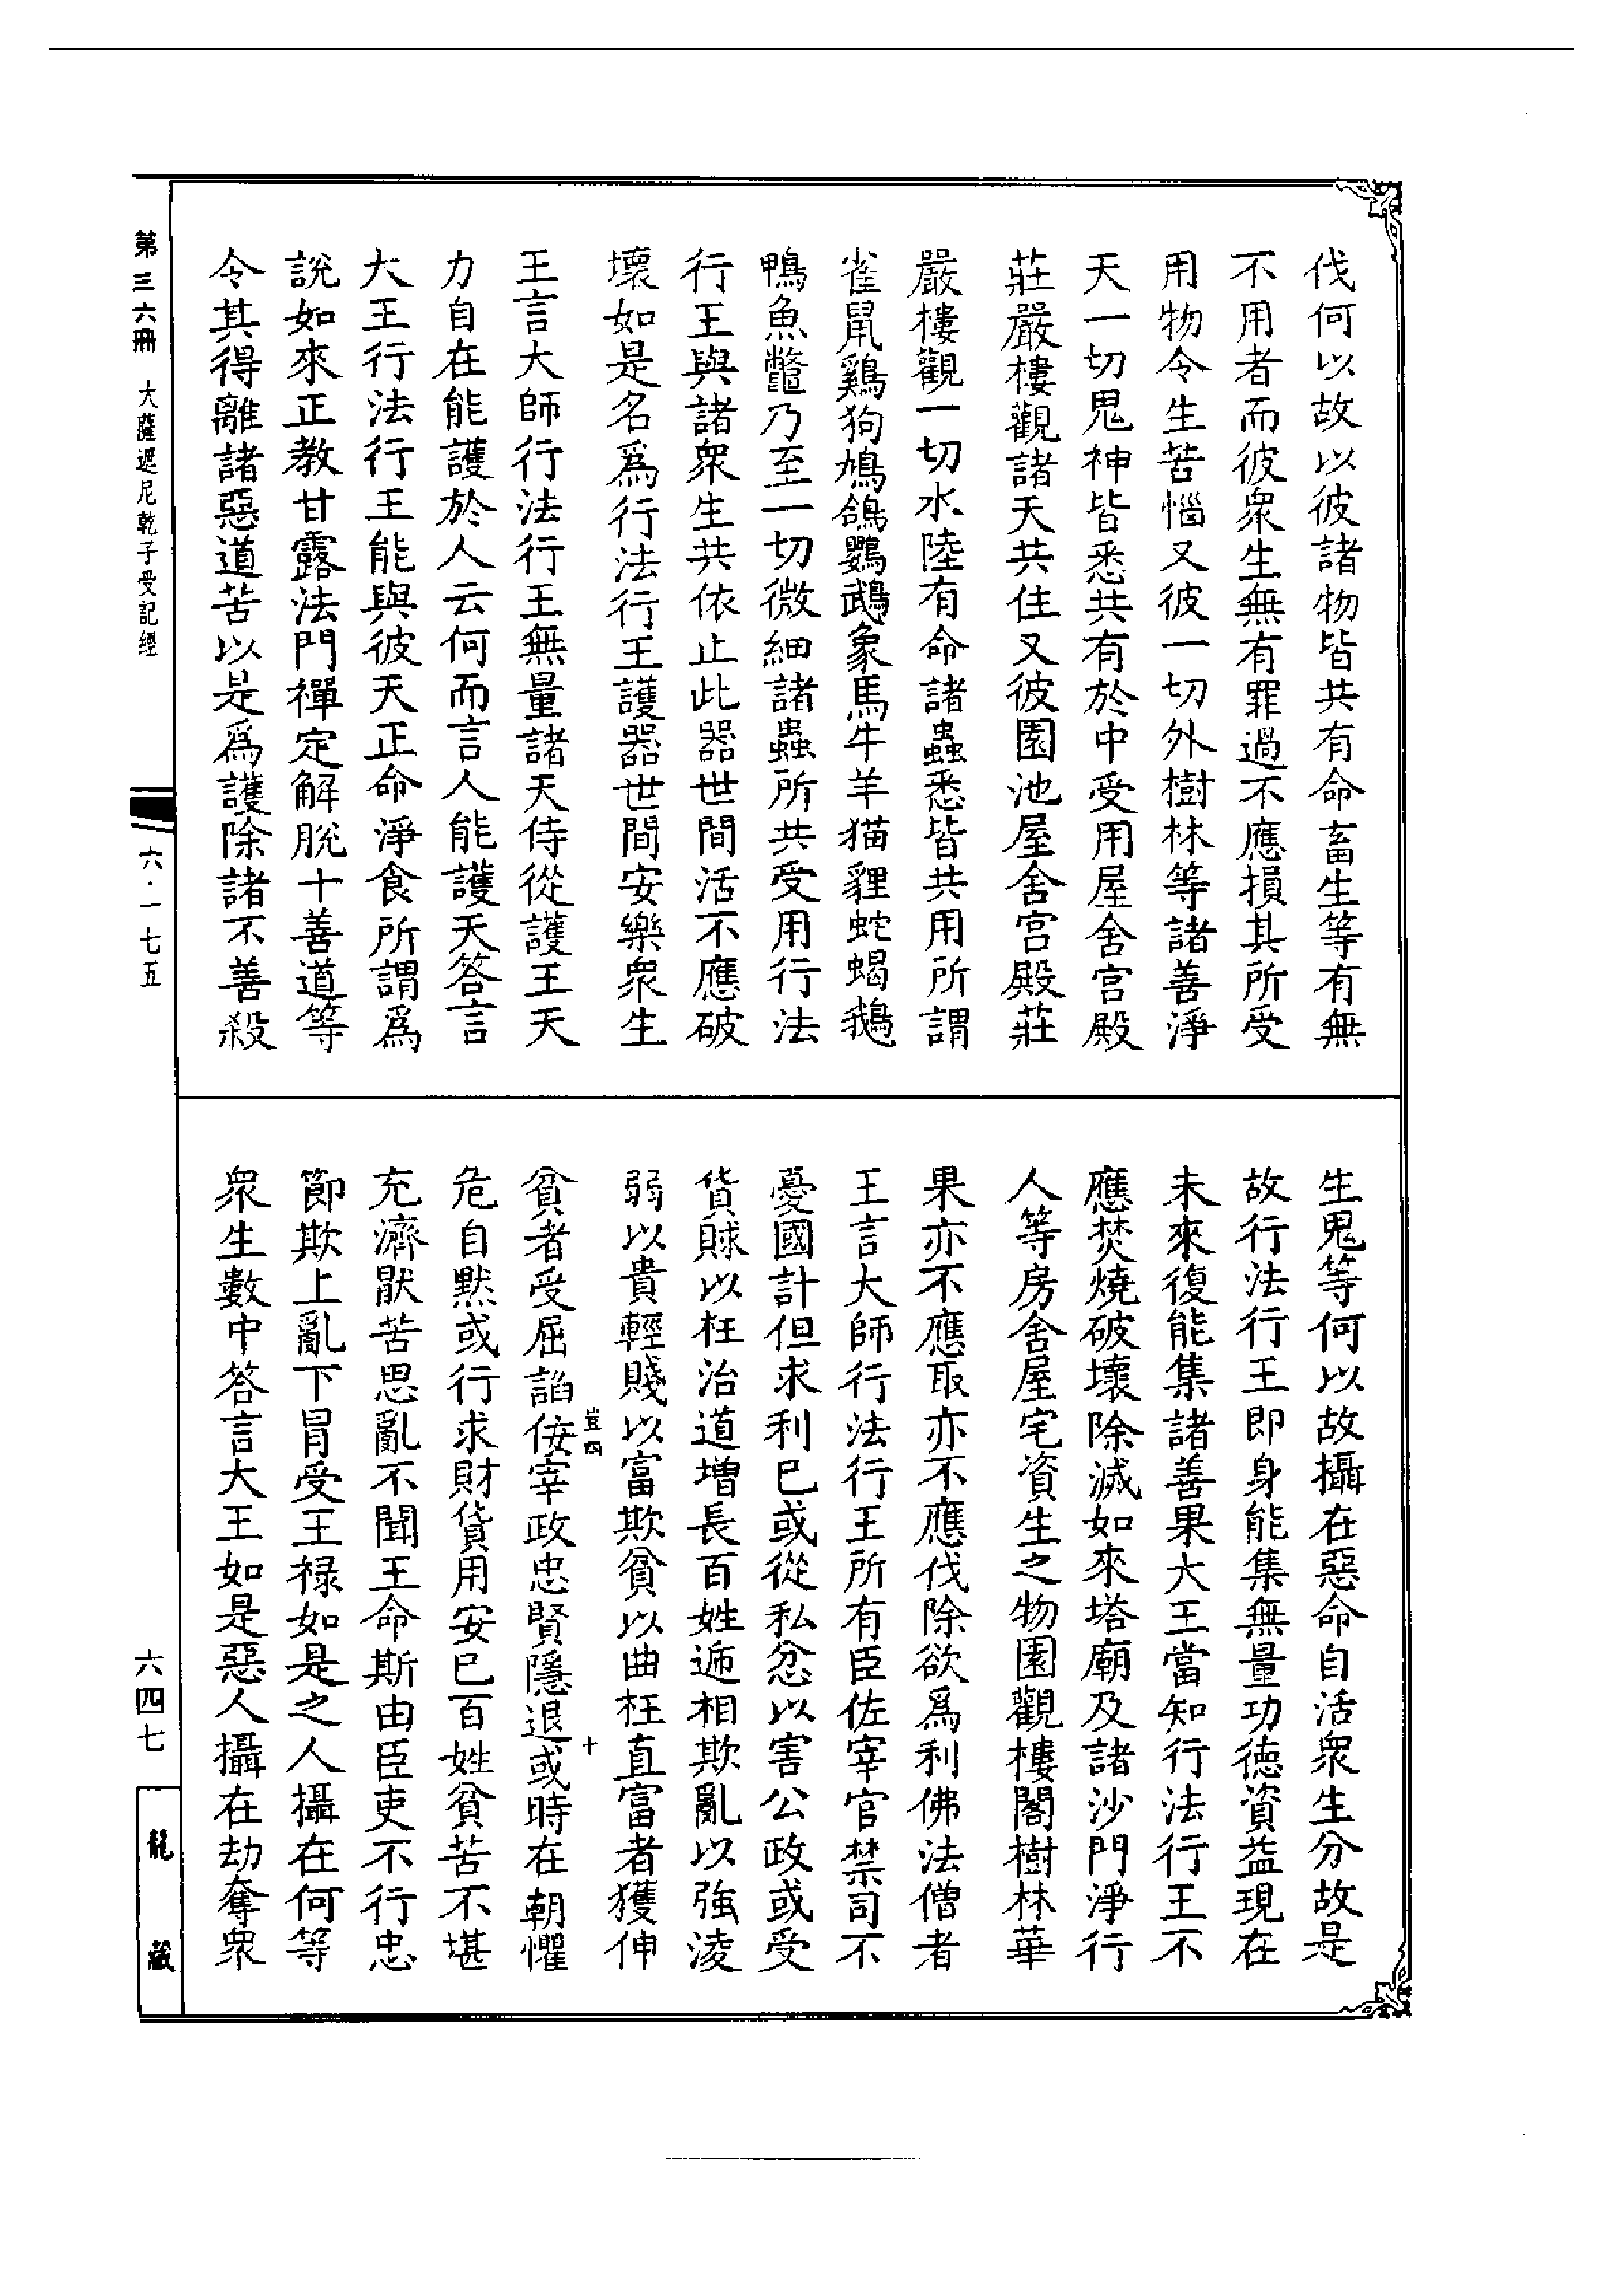 伐何以故以彼諸物皆共有命畜生等有無
不用者而彼衆生無有罪過不應損其所受
用物令生苦惱又彼一切外樹林等諸善淨
天一切鬼神皆悉共有於中受用屋舍宮殿
莊嚴樓觀諸天共住又彼園池屋舍宮殿莊
嚴樓觀一切水陸有命諸蟲悉皆共用所謂
雀鼠鷄狗鳩鴿鸚鵡象馬牛羊猫貍蛇蝎鵝
鴨魚鼈乃至一切微細諸蟲所共受用行法
行王與諸衆生共依止此器世間活不應破
壞如是名爲行法行王護器世間安樂衆生
王言大師行法行王無量諸天侍從護王天
力自在能護於人云何而言人能護天答言
大王行法行王能與彼天正命淨食所謂爲
說如來正教甘露法門禪定解脫十善道等
令其得離諸惡道苦以是爲護除諸不善殺
生鬼等何以故攝在惡命自活衆生分故是
故行法行王即身能集無量功德資益現在
未來復能集諸善果大王當知行法行王不
應焚燒破壞除滅如來塔廟及諸沙門淨行
人等房舍屋宅資生之物園觀樓閣樹林華
果亦不應取亦不應伐除欲爲利佛法僧者
王言大師行法行王所有臣佐宰官禁司不
憂國計但求利已或從私忿以害公政或受
貨賕以枉治道增長百姓遞相欺亂以強淩
弱以貴輕賤以富欺貧以曲枉直富者獲伸
豈四
十
貧者受屈諂佞宰政忠賢隱退或時在朝懼
危自默或行求財貨用安已百姓貧苦不堪
充濟猒苦思亂不聞王命斯由臣吏不行忠
節欺上亂下冒受王祿如是之人攝在何等
衆生數中答言大王如是惡人攝在劫奪衆
第三六冊 大薩遮尼乾子受記經
六·一七五
六四七
龍藏